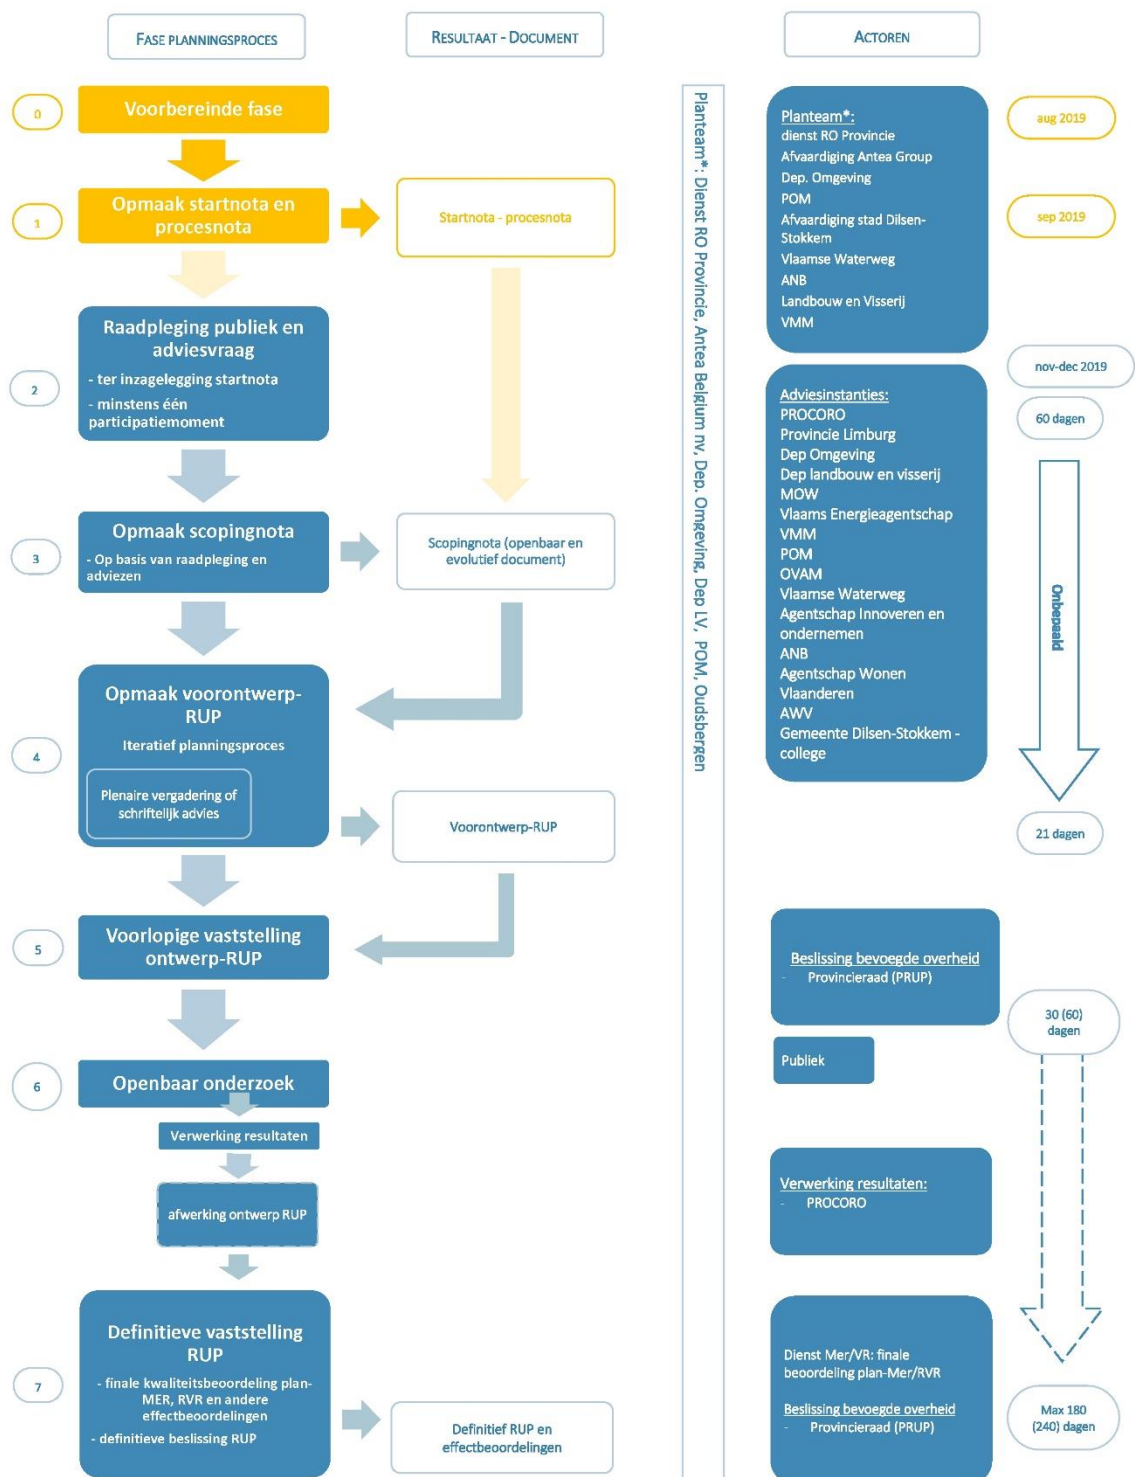 FASE PLANNINGSPROCES
RESULTAAT - DOCUMENT
ACTOREN
0
Voorbereinde fase
1
Opmaak startnota en
procesnota
Startnota - procesnota
2
Raadpleging publiek en
adviesvraag
- ter inzagelegging startnota
- minstens één
participatiemoment
3
Opmaak scopingnota
- Op basis van raadpleging en
adviezen
Scopingnota (openbaar en
evolutief document)
4
Opmaak voorontwerp-
RUP
Iteratief planningsproces
Plenaire vergadering of
schriftelijk advies
Voorontwerp-RUP
5
Voorlopige vaststelling
ontwerp-RUP
6
Openbaar onderzoek
Verwerking resultaten
afwerking ontwerp RUP
7
Definitieve vaststelling
RUP
- finale kwaliteitsbeoordeling plan-
MER, RVR en andere
effectbeoordelingen
- definitieve beslissing RUP
Definitief RUP en
effectbeoordelingen
Planteam*: Dienst RO Provincie, Antea Belgium nv, Dep. Omgeving, Dep LV, POM, Oudsbergen
Planteam*:
dienst RO Provincie
Afvaardiging Antea Group
Dep. Omgeving
POM
Afvaardiging stad Dilsen-
Stokkem
Vlaamse Waterweg
ANB
Landbouw en Visserij
VMM
Adviesinstanties:
PROCORO
Provincie Limburg
Dep Omgeving
Dep landbouw en visserij
MOW
Vlaams Energieagentschap
VMM
POM
OVAM
Vlaamse Waterweg
Agentschap Innoveren en
ondernemen
ANB
Agentschap Wonen
Vlaanderen
AWV
Gemeente Dilsen-Stokkem -
college
Beslissing bevoegde overheid
- Provincieraad (PRUP)
Publiek
Verwerking resultaten:
- PROCORO
Dienst Mer/VR: finale
beoordeling plan-Mer/RVR
Beslissing bevoegde overheid
- Provincieraad (PRUP)
aug 2019
sep 2019
nov-dec 2019
60 dagen
Onbepaald
21 dagen
30 (60)
dagen
Max 180
(240) dagen